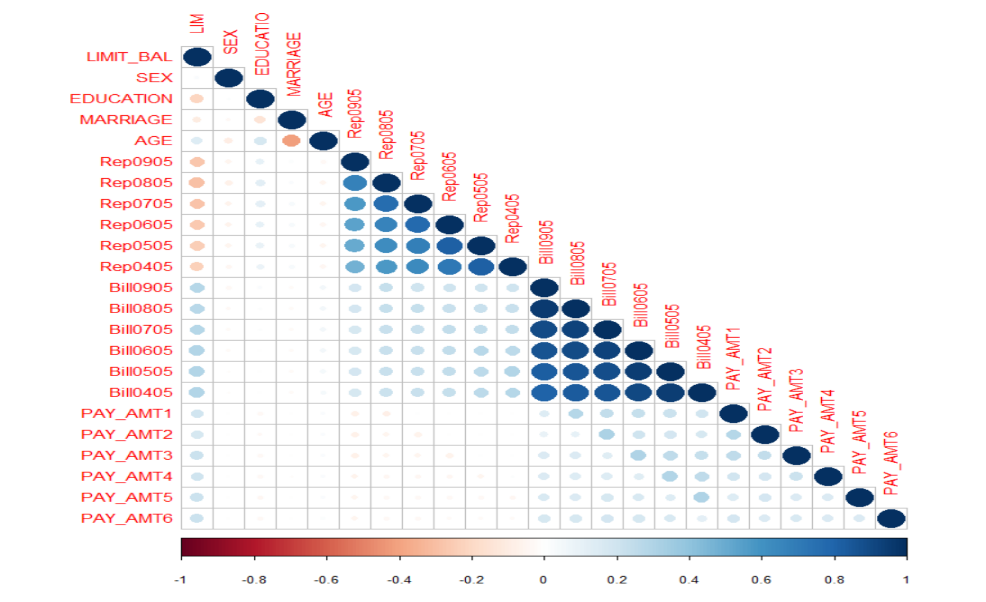 LIM
SEX
EDUCATIO
MARRIAGE
AGE
Rep0905
Rep0805
Rep0705
Rep0605
Rep0505
Rep0405
Bill0905
Bill0805
Bill0705
Bill0605
Bill0505
Bill0405
PAY_AMT1
PAY_AMT2
PAY_AMT3
PAY_AMT4
PAY_AMT5
PAY_AMT6
LIMIT_BAL
SEX
EDUCATION
MARRIAGE
AGE
Rep0905
Rep0805
Rep0705
Rep0605
Rep0505
Rep0405
Bill0905
Bill0805
Bill0705
Bill0605
Bill0505
Bill0405
PAY_AMT1
PAY_AMT2
PAY_AMT3
PAY_AMT4
PAY_AMT5
PAY_AMT6
-1 -0.8 -0.6 -0.4 -0.2 0 0.2 0.4 0.6 0.8 1